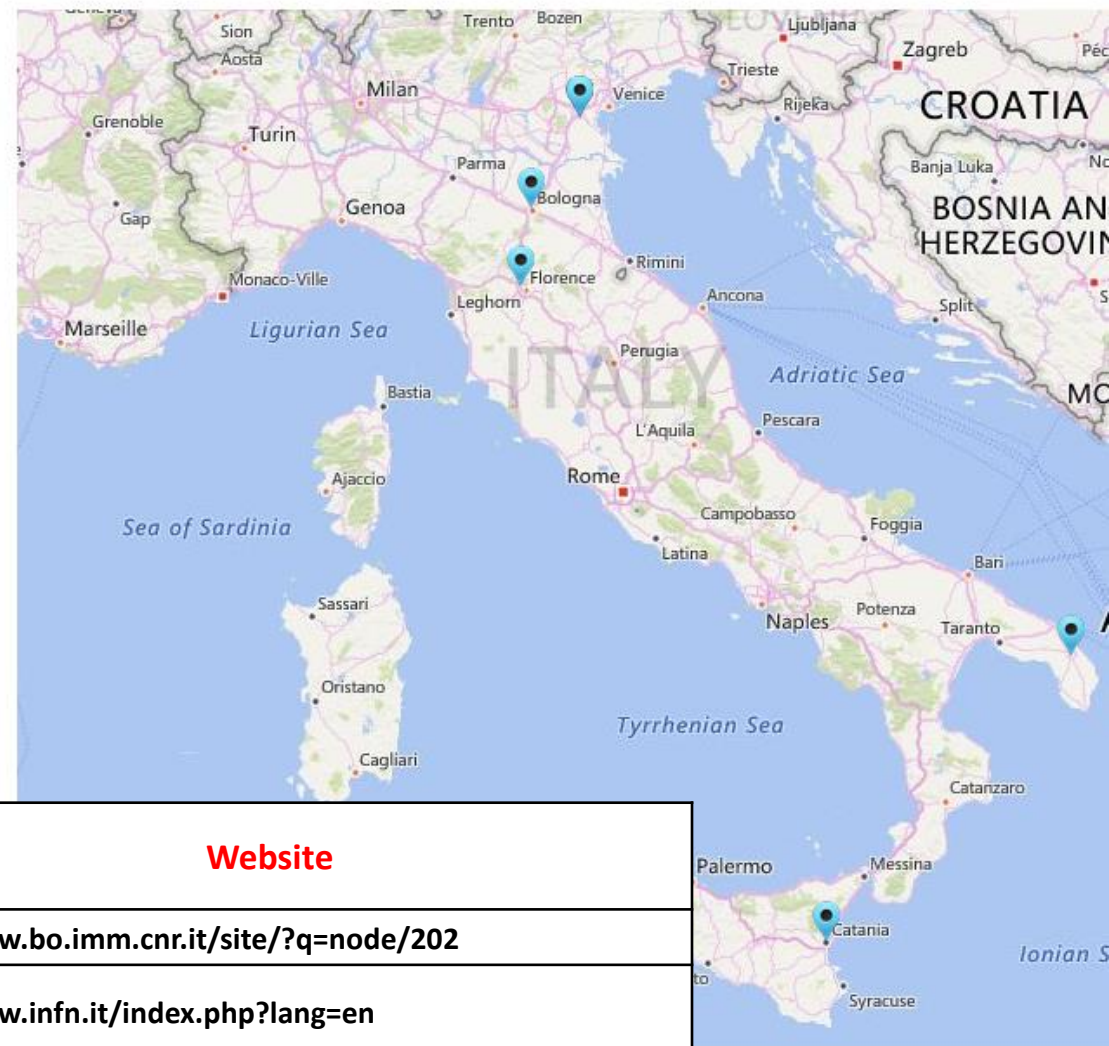 Sion
Trento
Bozen
Ljubljana
Aosta
Zagreb
Milan
Trieste
Venice
Rijeka
CROATIA
Grenoble
Turin
Parma
Banja Luka
Gap
Genoa
Bologna
BOSNIA AN
HERZEGOVIN
Rimini
Monaco-Ville
Florence
Leghorn
Ancona
Split
Marseille
Ligurian Sea
ITALY
Perugia
Adriatic Sea
MO
Bastia
L'Aquila
Pescara
Ajaccio
Rome
Sea of Sardinia
Campobasso
Foggia
Latina
Bari
Sassari
Naples
Potenza
Taranto
Oristano
Tyrrhenian Sea
Cagliari
Catanzaro
Website
Palermo
Messina
w.bo.imm.cnr.it/site/?q=node/202
Catania
Ionian S
to
Syracuse
w.infn.it/index.php?lang=en